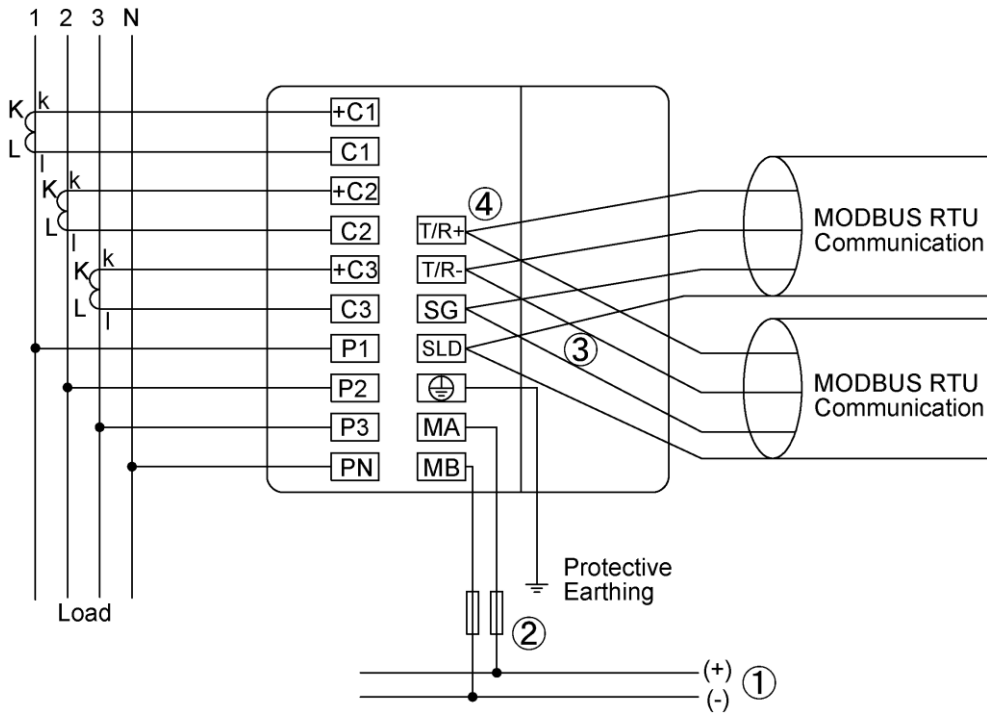 1 2 3 N
K k
L l
K k
L l
K k
L l
+C1
C1
+C2
C2
+C3
C3
P1
P2
P3
PN
④
T/R+
T/R-
SG
SLD
MA
MB
③
MODBUS RTU
Communication
MODBUS RTU
Communication
Protective
Earthing
Load
②
(+)
(-)
①